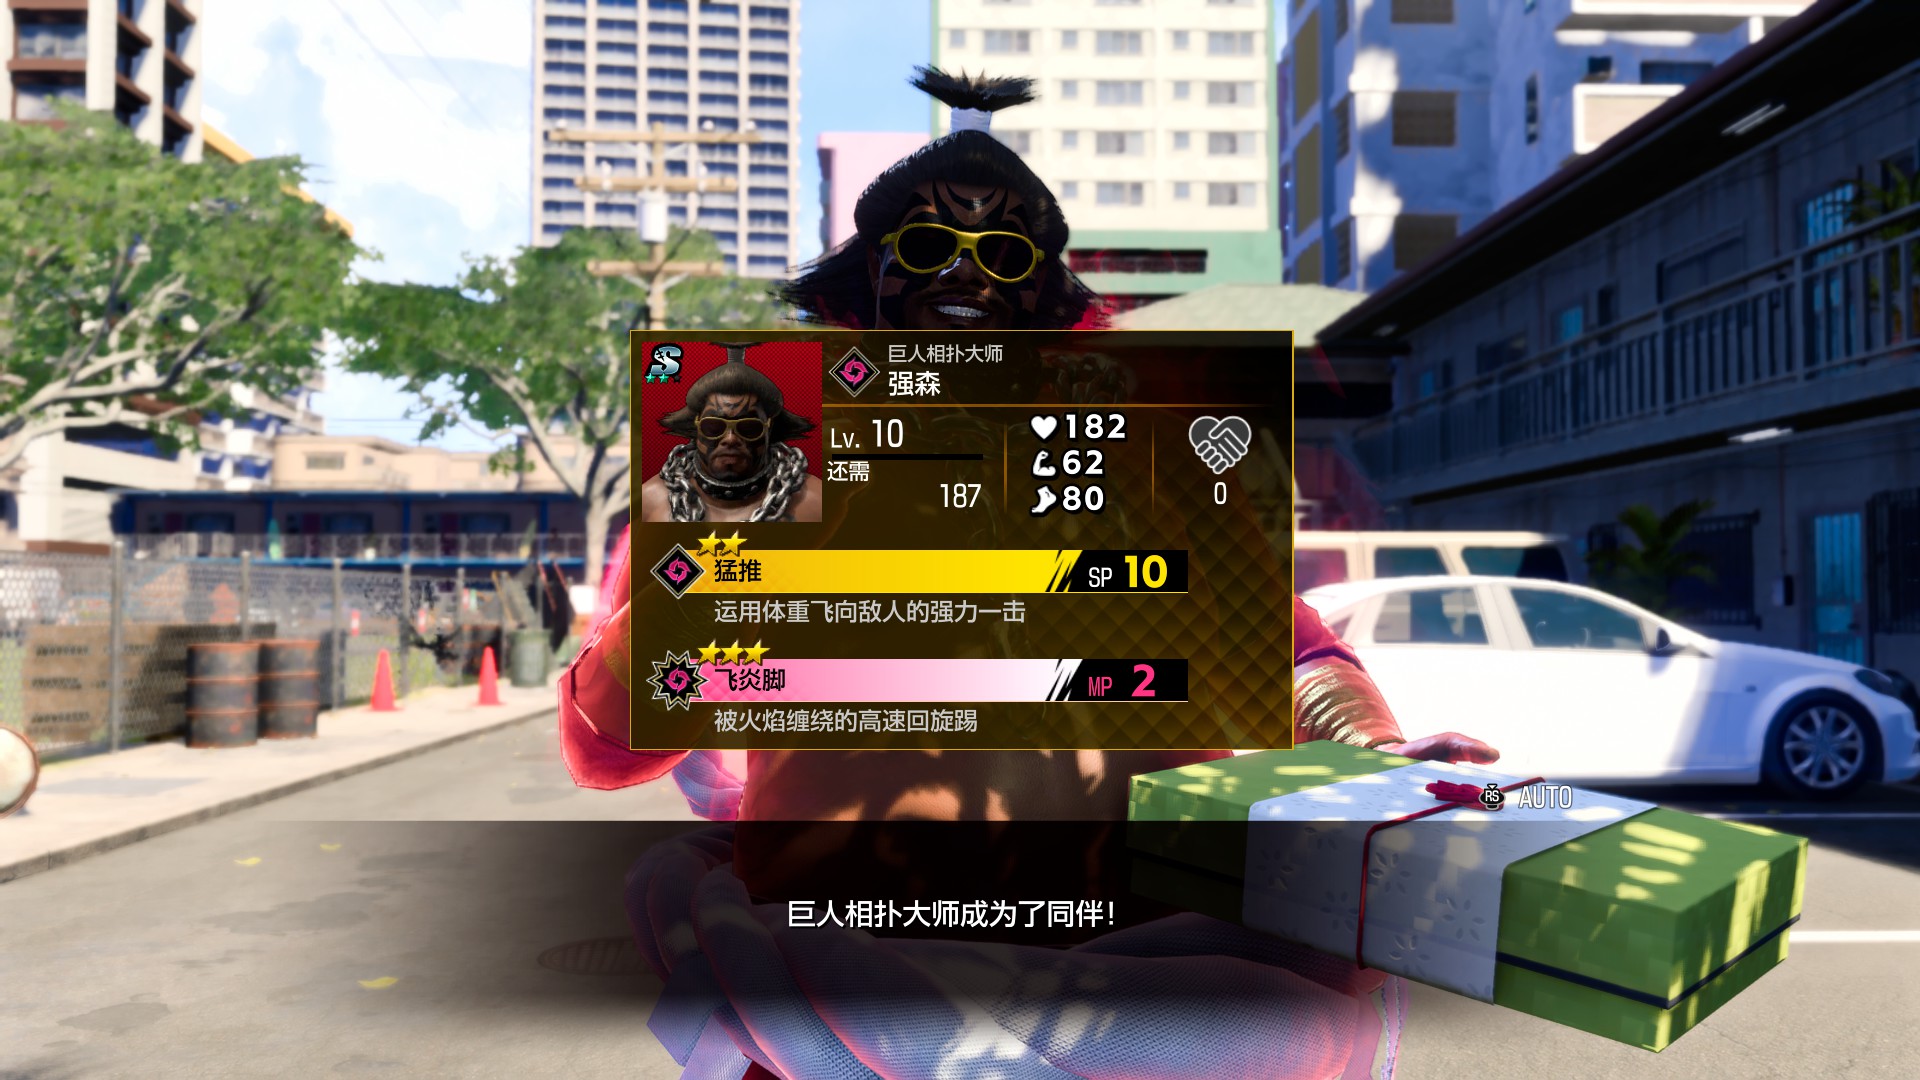 S
巨人相扑大师
强森
Lv. 10
还需
187
182
62
80
0
猛推
SP 10
运用体重飞向敌人的强力一击
飞炎脚
MP 2
被火焰缠绕的高速回旋踢
RS AUTO
巨人相扑大师成为了同伴！